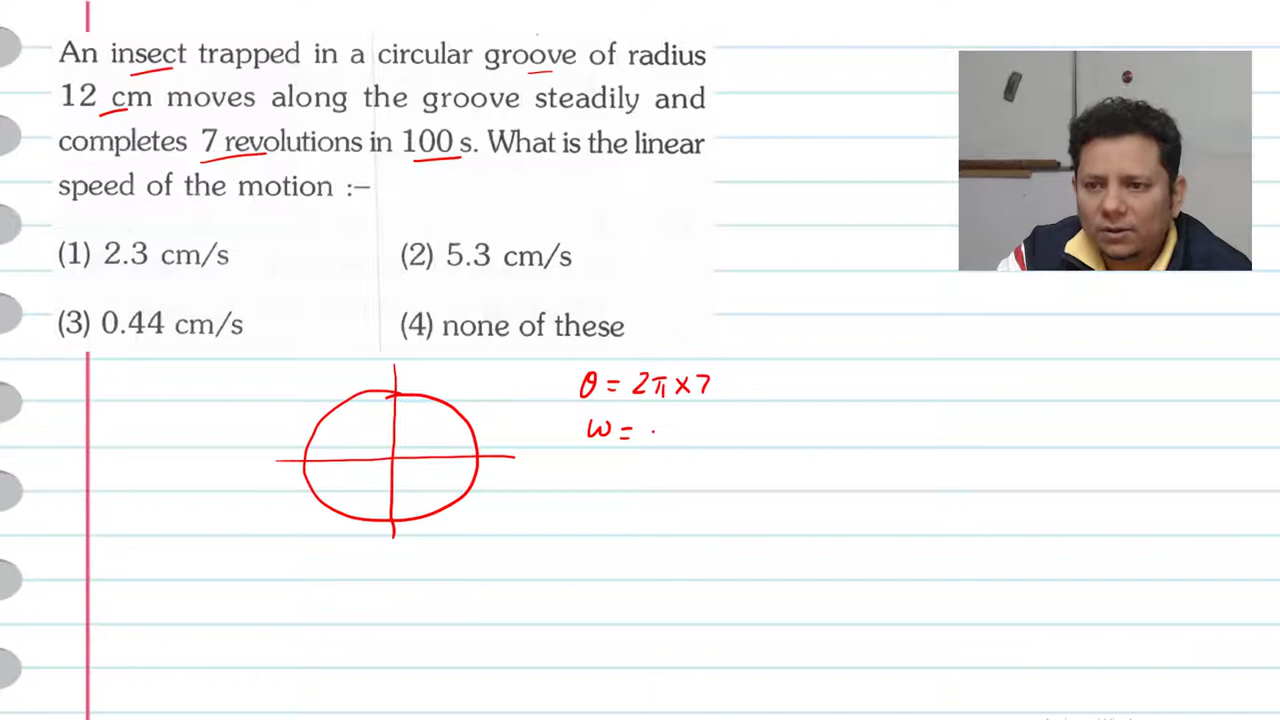 An insect trapped in a circular groove of radius
12 cm moves along the groove steadily and
completes 7 revolutions in 100 s. What is the linear
speed of the motion :–
(1) 2.3 cm/s (2) 5.3 cm/s
(3) 0.44 cm/s (4) none of these
θ = 2π×7
ω = .